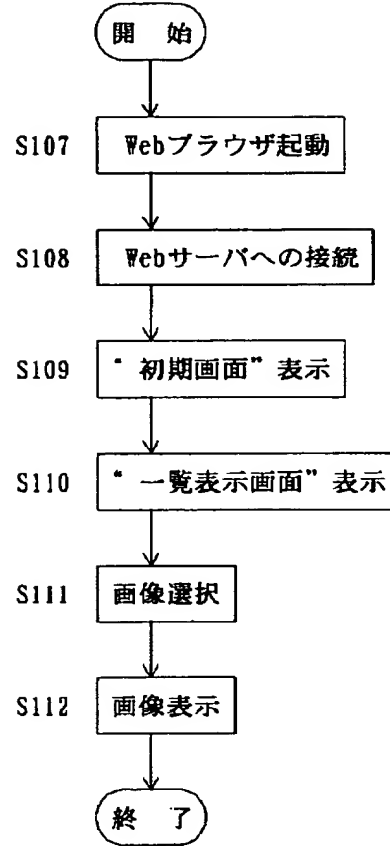 開 始
S107 Webブラウザ起動
S108 Webサーバへの接続
S109 “初期画面”表示
S110 “一覧表示画面”表示
S111 画像選択
S112 画像表示
終 了